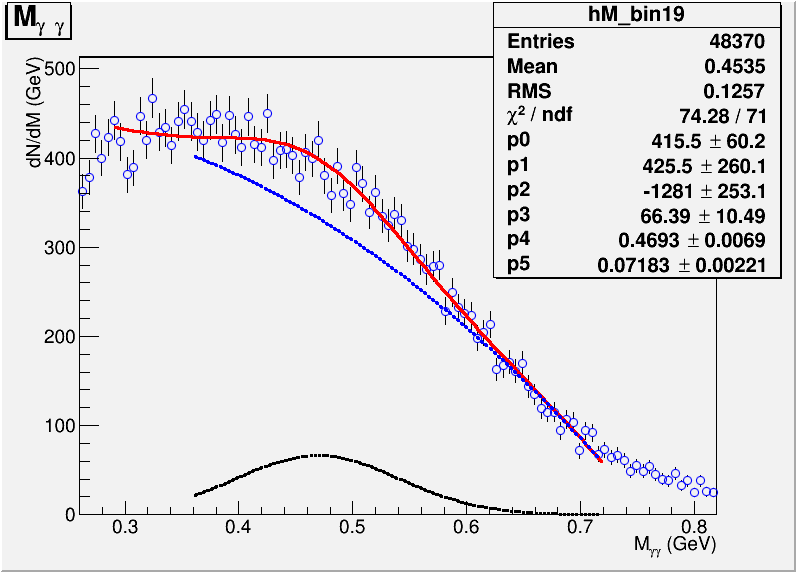 M γ γ
hM_bin19
Entries 48370
Mean 0.4535
RMS 0.1257
χ² / ndf 74.28 / 71
p0 415.5 ± 60.2
p1 425.5 ± 260.1
p2 -1281 ± 253.1
p3 66.39 ± 10.49
p4 0.4693 ± 0.0069
p5 0.07183 ± 0.00221
dN/dM (GeV)
500
400
300
200
100
0
0.3 0.4 0.5 0.6 0.7 0.8
Mγγ (GeV)